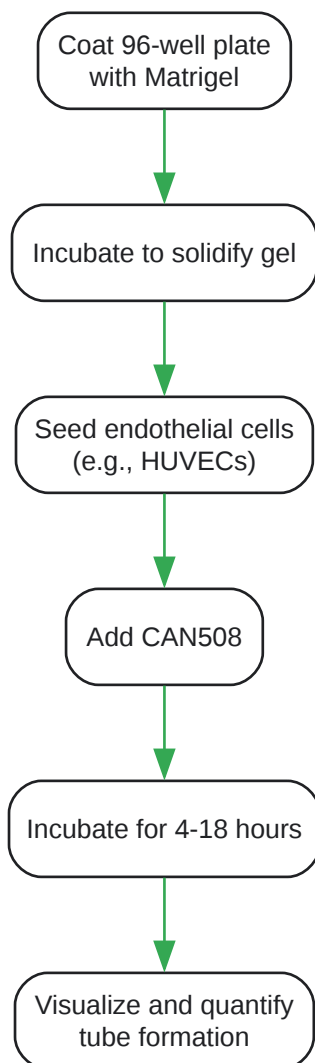 Coat 96-well plate
with Matrigel
Incubate to solidify gel
Seed endothelial cells
(e.g., HUVECs)
Add CAN508
Incubate for 4-18 hours
Visualize and quantify
tube formation